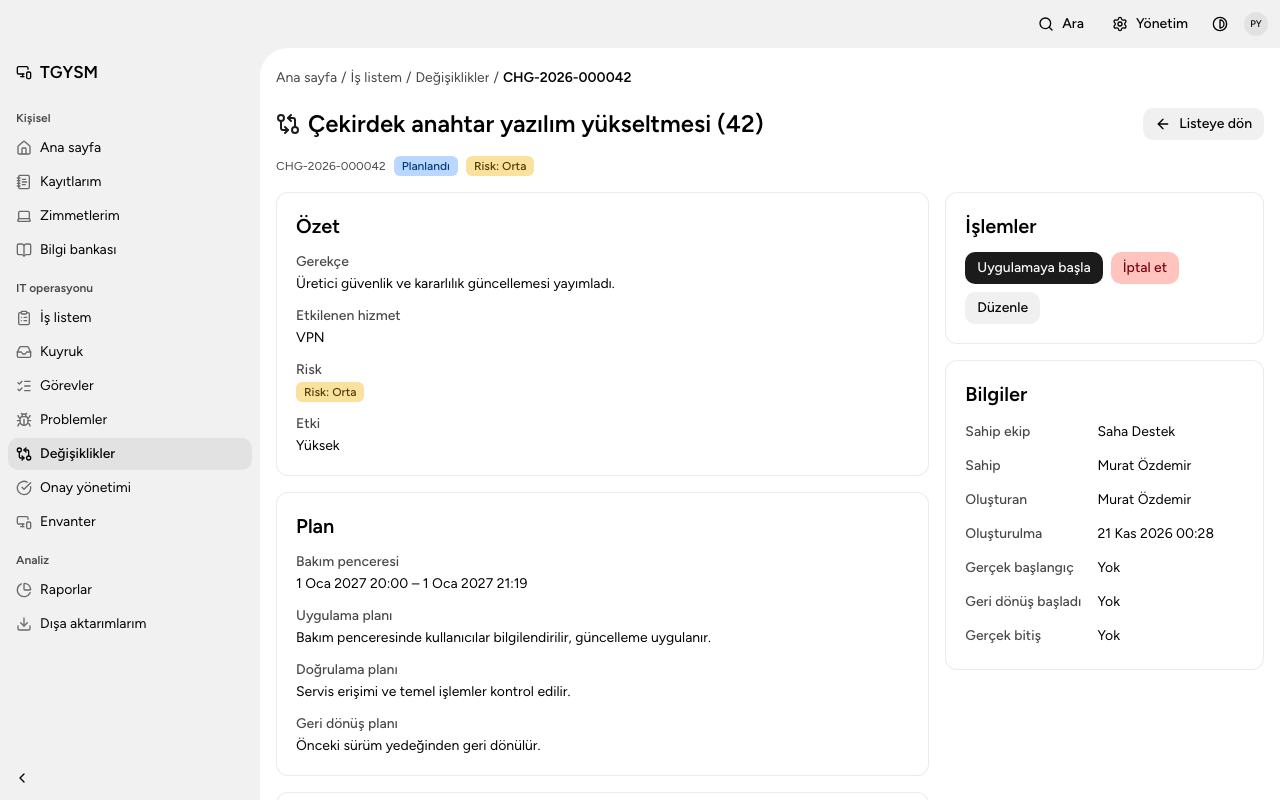 Ara
Yönetim
PY
TGYSM
Kişisel
Ana sayfa
Kayıtlarım
Zimmetlerim
Bilgi bankası
IT operasyonu
İş listem
Kuyruk
Görevler
Problemler
Değişiklikler
Onay yönetimi
Envanter
Analiz
Raporlar
Dışa aktarımlarım
Ana sayfa / İş listem / Değişiklikler / CHG-2026-000042
Çekirdek anahtar yazılım yükseltmesi (42)
Listeye dön
CHG-2026-000042 Planlandı Risk: Orta
Özet
Gerekçe
Üretici güvenlik ve kararlılık güncellemesi yayımladı.
Etkilenen hizmet
VPN
Risk
Risk: Orta
Etki
Yüksek
Plan
Bakım penceresi
1 Oca 2027 20:00 – 1 Oca 2027 21:19
Uygulama planı
Bakım penceresinde kullanıcılar bilgilendirilir, güncelleme uygulanır.
Doğrulama planı
Servis erişimi ve temel işlemler kontrol edilir.
Geri dönüş planı
Önceki sürüm yedeğinden geri dönülür.
İşlemler
Uygulamaya başla İptal et
Düzenle
Bilgiler
Sahip ekip Saha Destek
Sahip Murat Özdemir
Oluşturan Murat Özdemir
Oluşturulma 21 Kas 2026 00:28
Gerçek başlangıç Yok
Geri dönüş başladı Yok
Gerçek bitiş Yok